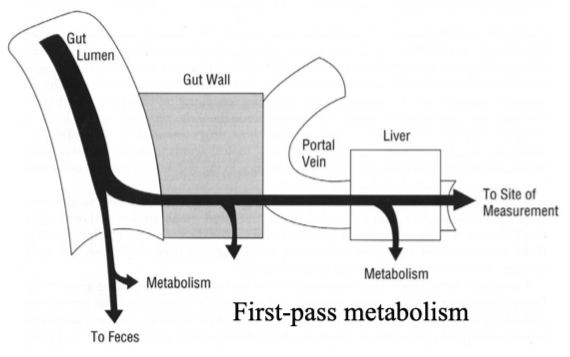 Gut
Lumen
Gut Wall
Portal
Vein
Liver
To Site of
Measurement
Metabolism
Metabolism
First-pass metabolism
To Feces